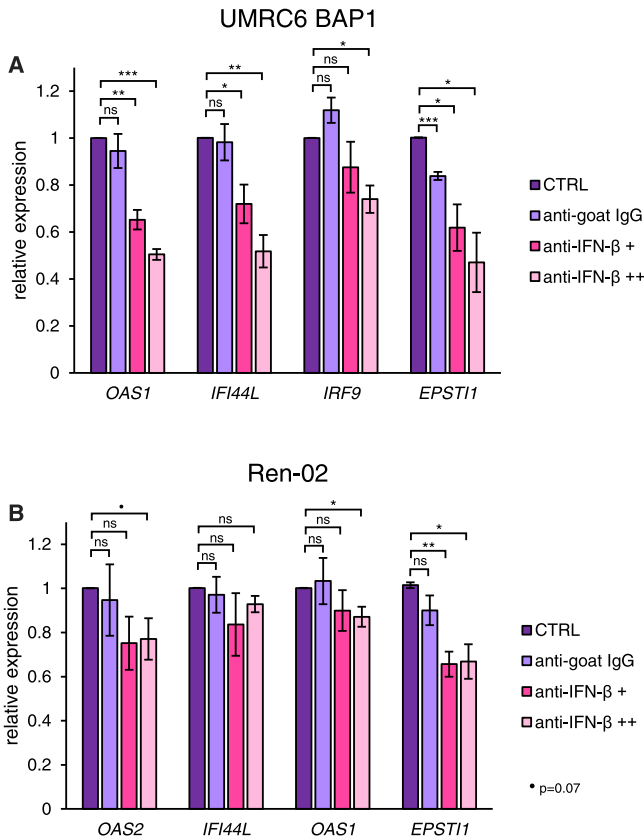 UMRC6 BAP1
A
*** ** * *
** * ns *
ns ns ns ***
1.2
1
0.8
0.6
0.4
0.2
0
relative expression
OAS1 IFI44L IRF9 EPSTI1
CTRL
anti-goat IgG
anti-IFN-β +
anti-IFN-β ++
Ren-02
B
• ns * *
ns ns ns **
ns ns ns ns
1.2
1
0.8
0.6
0.4
0.2
0
relative expression
OAS2 IFI44L OAS1 EPSTI1
CTRL
anti-goat IgG
anti-IFN-β +
anti-IFN-β ++
• p=0.07